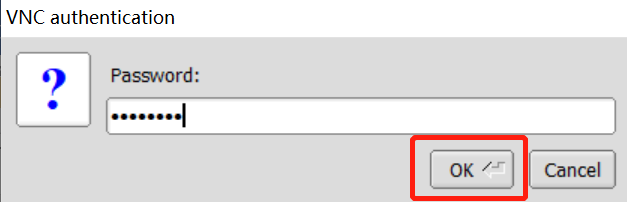 VNC authentication
?
Password:
••••••••
OK Cancel